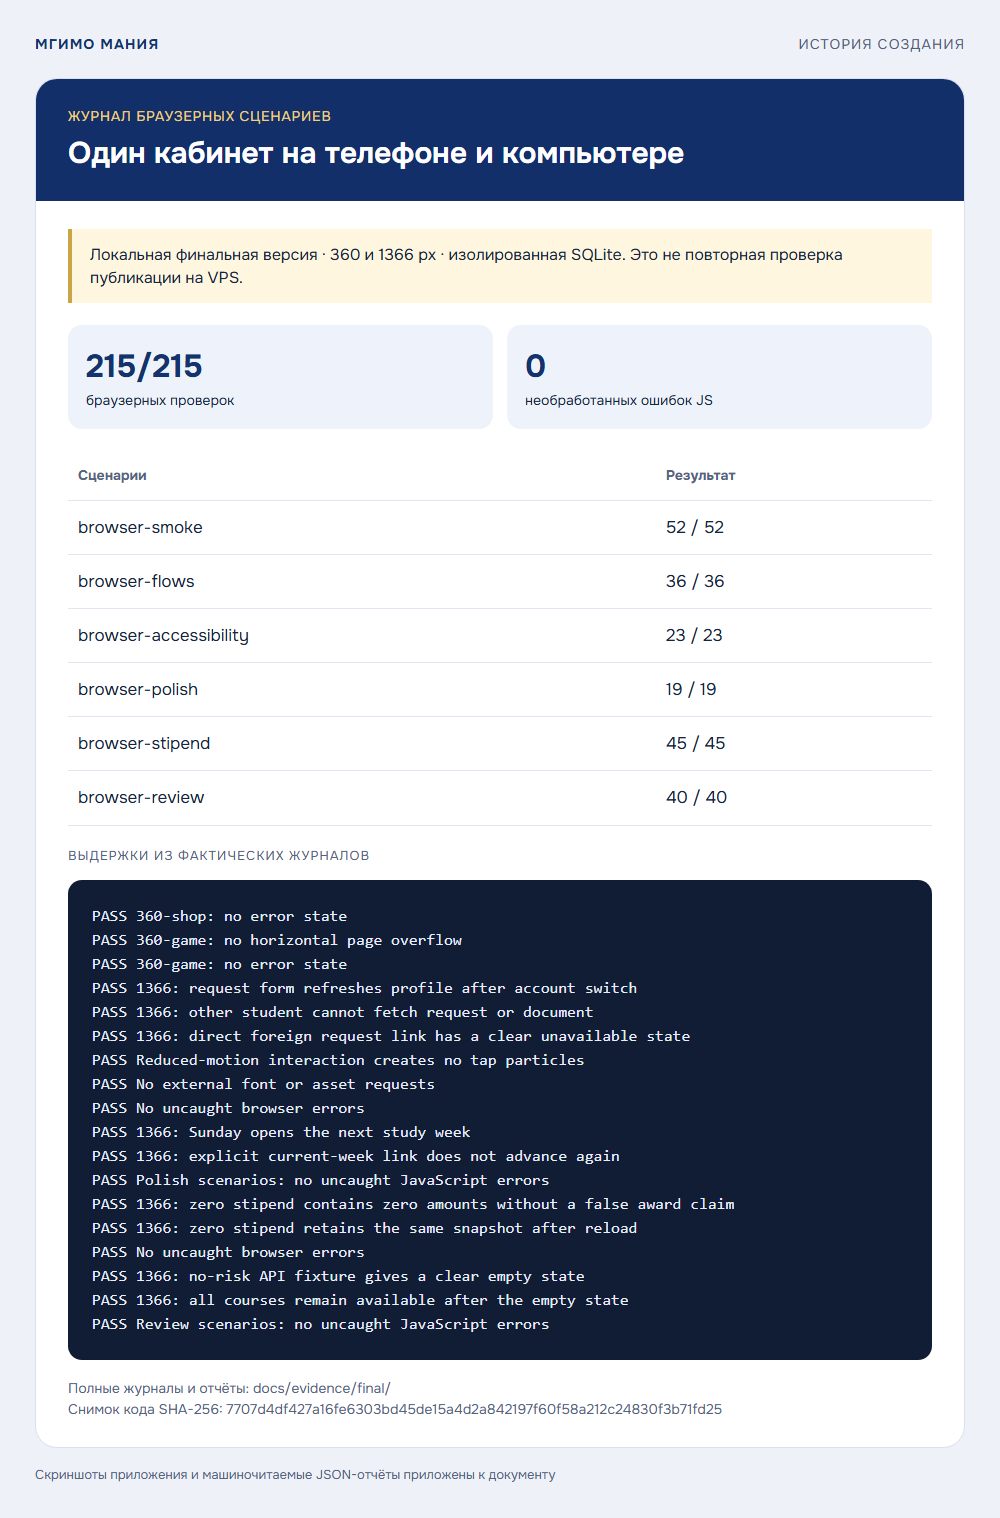 МГИМО МАНИЯ
ИСТОРИЯ СОЗДАНИЯ
ЖУРНАЛ БРАУЗЕРНЫХ СЦЕНАРИЕВ
Один кабинет на телефоне и компьютере
Локальная финальная версия · 360 и 1366 px · изолированная SQLite. Это не повторная проверка
публикации на VPS.
215/215
браузерных проверок
0
необработанных ошибок JS
Сценарии Результат
browser-smoke 52 / 52
browser-flows 36 / 36
browser-accessibility 23 / 23
browser-polish 19 / 19
browser-stipend 45 / 45
browser-review 40 / 40
ВЫДЕРЖКИ ИЗ ФАКТИЧЕСКИХ ЖУРНАЛОВ
PASS 360-shop: no error state
PASS 360-game: no horizontal page overflow
PASS 360-game: no error state
PASS 1366: request form refreshes profile after account switch
PASS 1366: other student cannot fetch request or document
PASS 1366: direct foreign request link has a clear unavailable state
PASS Reduced-motion interaction creates no tap particles
PASS No external font or asset requests
PASS No uncaught browser errors
PASS 1366: Sunday opens the next study week
PASS 1366: explicit current-week link does not advance again
PASS Polish scenarios: no uncaught JavaScript errors
PASS 1366: zero stipend contains zero amounts without a false award claim
PASS 1366: zero stipend retains the same snapshot after reload
PASS No uncaught browser errors
PASS 1366: no-risk API fixture gives a clear empty state
PASS 1366: all courses remain available after the empty state
PASS Review scenarios: no uncaught JavaScript errors
Полные журналы и отчёты: docs/evidence/final/
Снимок кода SHA-256: 7707d4df427a16fe6303bd45de15a4d2a842197f60f58a212c24830f3b71fd25
Скриншоты приложения и машиночитаемые JSON-отчёты приложены к документу